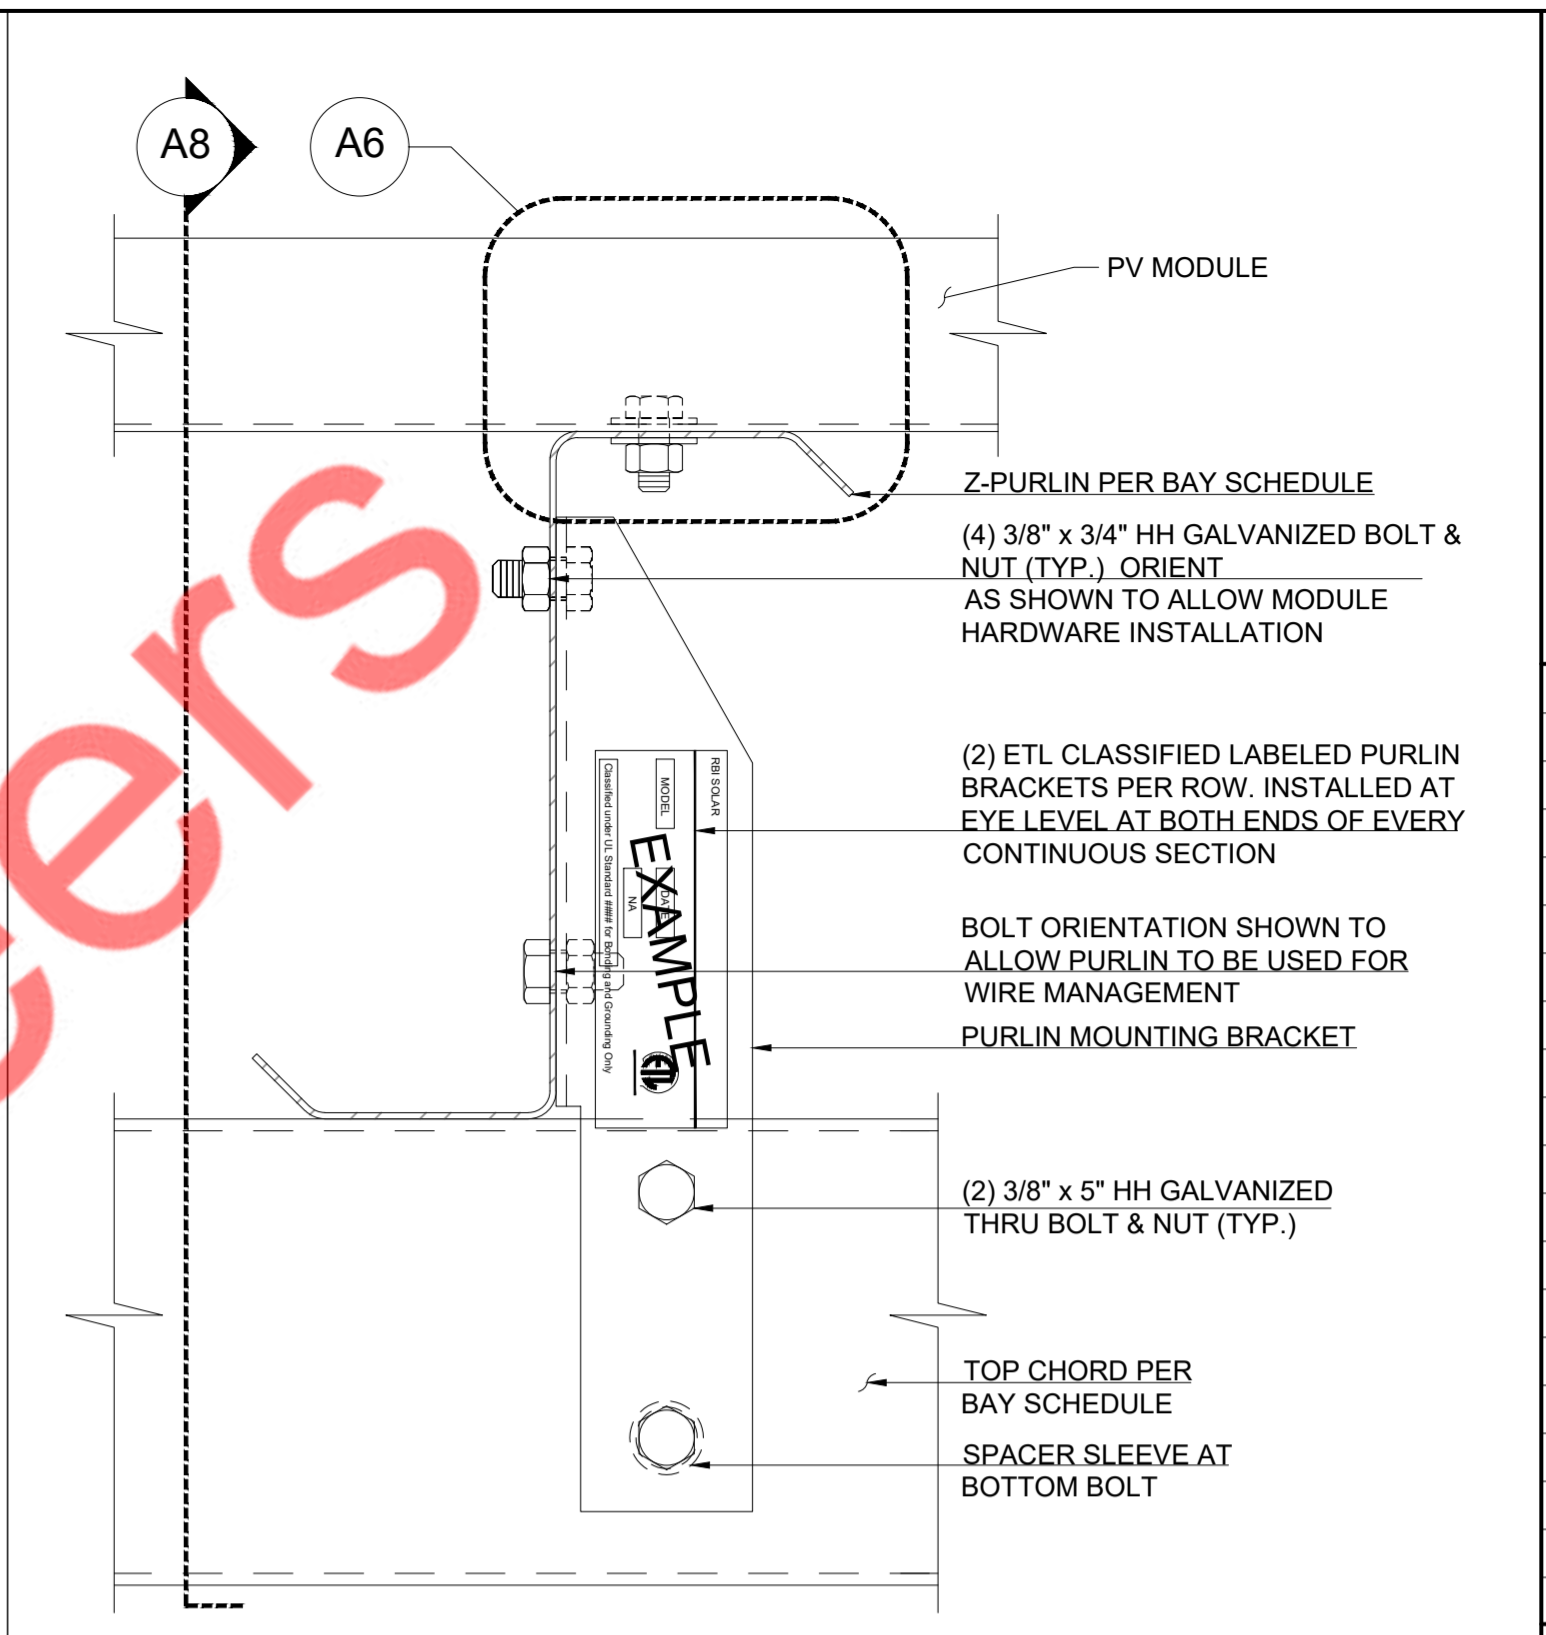 A8
A6
PV MODULE
Z-PURLIN PER BAY SCHEDULE
(4) 3/8" x 3/4" HH GALVANIZED BOLT &
NUT (TYP.) ORIENT
AS SHOWN TO ALLOW MODULE
HARDWARE INSTALLATION
(2) ETL CLASSIFIED LABELED PURLIN
BRACKETS PER ROW. INSTALLED AT
EYE LEVEL AT BOTH ENDS OF EVERY
CONTINUOUS SECTION
RBI SOLAR
MODEL
DATE
NA
Classified under UL Standard #### for Bonding and Grounding Only
EXAMPLE
ETL
BOLT ORIENTATION SHOWN TO
ALLOW PURLIN TO BE USED FOR
WIRE MANAGEMENT
PURLIN MOUNTING BRACKET
(2) 3/8" x 5" HH GALVANIZED
THRU BOLT & NUT (TYP.)
TOP CHORD PER
BAY SCHEDULE
SPACER SLEEVE AT
BOTTOM BOLT
cers